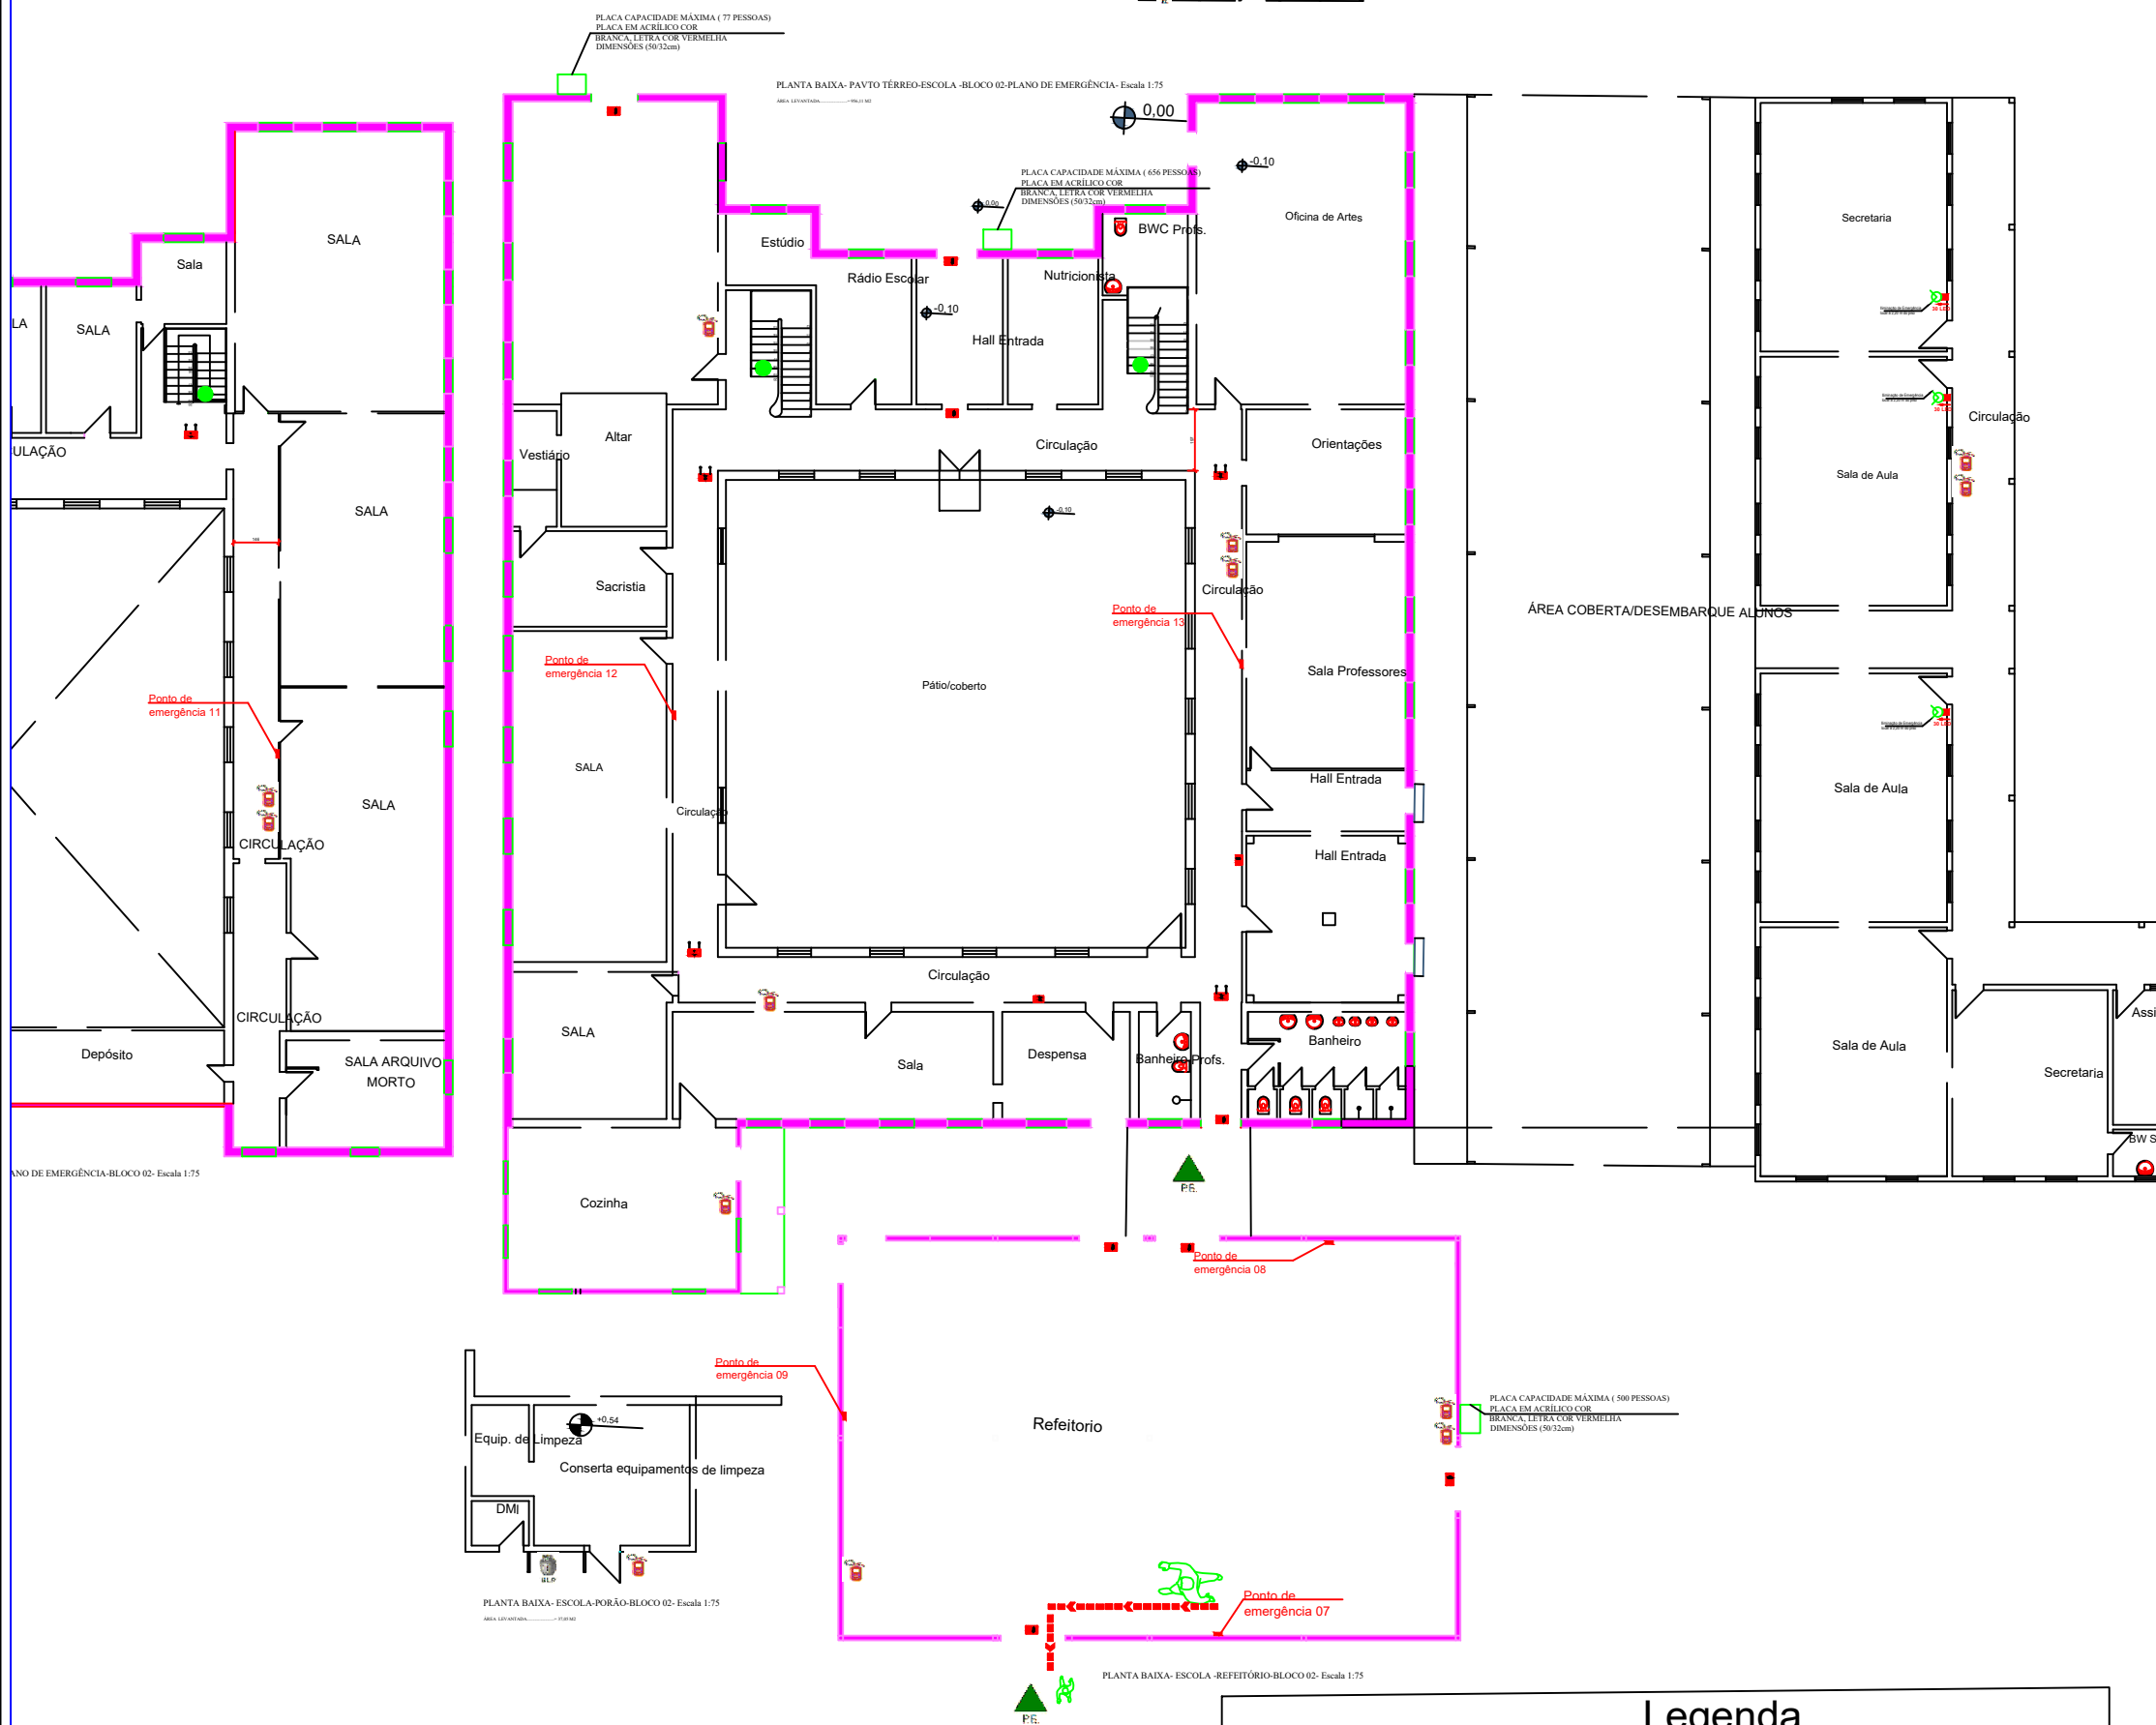 PLACA CAPACIDADE MÁXIMA ( 77 PESSOAS)
PLACA EM ACRÍLICO COR
BRANCA, LETRA COR VERMELHA
DIMENSÕES (50/32cm)
PLANTA BAIXA- PAVTO TÉRREO-ESCOLA -BLOCO 02-PLANO DE EMERGÊNCIA- Escala 1:75
0,00
-0,10
PLACA CAPACIDADE MÁXIMA ( 656 PESSOAS)
PLACA EM ACRÍLICO COR
BRANCA, LETRA COR VERMELHA
DIMENSÕES (50/32cm)
0,00
Oficina de Artes
Secretaria
SALA
Sala
Estúdio
BWC Profs.
Rádio Escolar
Nutricionista
-0,10
Hall Entrada
LA
SALA
Circulação
Altar
Vestiário
Circulação
Orientações
ULAÇÃO
SALA
Sala de Aula
-0,10
Sacristia
Circulação
Ponto de
emergência 13
ÁREA COBERTA/DESEMBARQUE ALUNOS
Ponto de
emergência 12
Sala Professores
Pátio/coberto
Ponto de
emergência 11
SALA
Hall Entrada
Sala de Aula
SALA
Circulação
CIRCULAÇÃO
Hall Entrada
Circulação
CIRCULAÇÃO
SALA
Assi
Depósito
SALA ARQUIVO
MORTO
Sala
Despensa
Banheiro Profs.
Banheiro
Sala de Aula
Secretaria
BW S
ANO DE EMERGÊNCIA-BLOCO 02- Escala 1:75
P.E.
Cozinha
Ponto de
emergência 08
Ponto de
emergência 09
PLACA CAPACIDADE MÁXIMA ( 500 PESSOAS)
PLACA EM ACRÍLICO COR
BRANCA, LETRA COR VERMELHA
DIMENSÕES (50/32cm)
+0,54
Refeitorio
Equip. de Limpeza
Conserta equipamentos de limpeza
DML
PLANTA BAIXA- ESCOLA-PORÃO-BLOCO 02- Escala 1:75
Ponto de
emergência 07
PLANTA BAIXA- ESCOLA -REFEITÓRIO-BLOCO 02- Escala 1:75
P.E.
Legenda